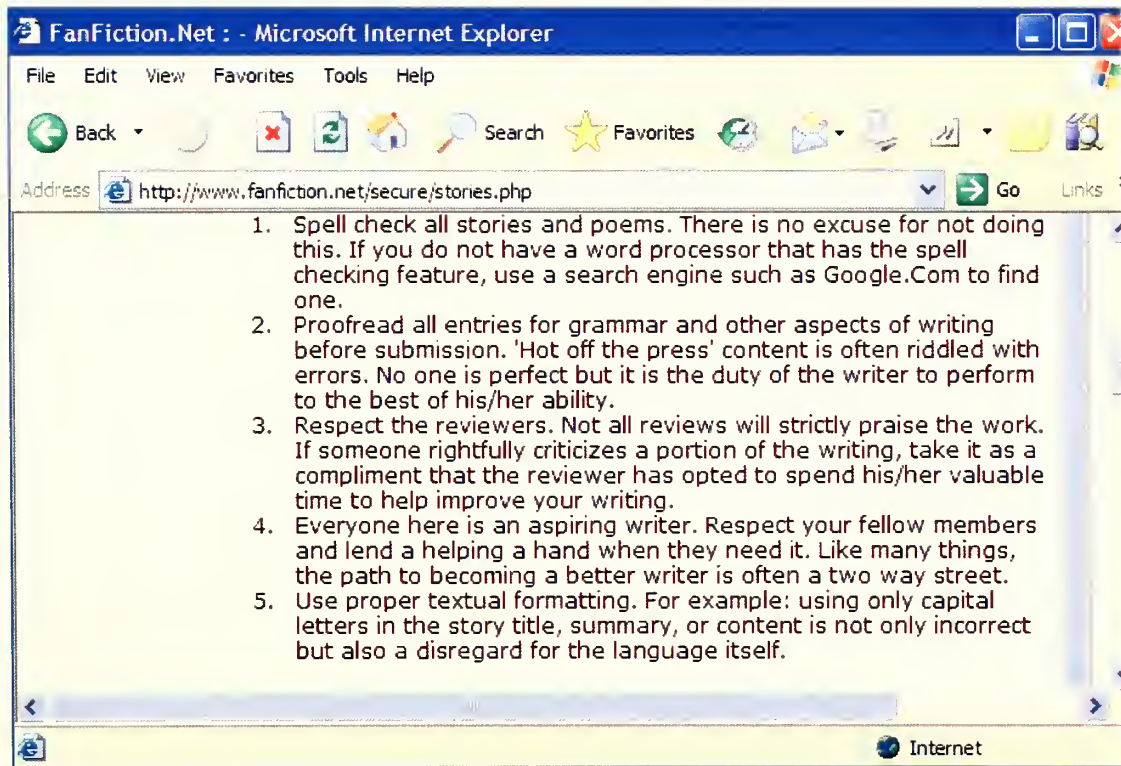 FanFiction.Net : - Microsoft Internet Explorer
File Edit View Favorites Tools Help
Back Search Favorites
Address http://www.fanfiction.net/secure/stories.php Go Links
1. Spell check all stories and poems. There is no excuse for not doing
this. If you do not have a word processor that has the spell
checking feature, use a search engine such as Google.Com to find
one.
2. Proofread all entries for grammar and other aspects of writing
before submission. 'Hot off the press' content is often riddled with
errors. No one is perfect but it is the duty of the writer to perform
to the best of his/her ability.
3. Respect the reviewers. Not all reviews will strictly praise the work.
If someone rightfully criticizes a portion of the writing, take it as a
compliment that the reviewer has opted to spend his/her valuable
time to help improve your writing.
4. Everyone here is an aspiring writer. Respect your fellow members
and lend a helping a hand when they need it. Like many things,
the path to becoming a better writer is often a two way street.
5. Use proper textual formatting. For example: using only capital
letters in the story title, summary, or content is not only incorrect
but also a disregard for the language itself.
Internet